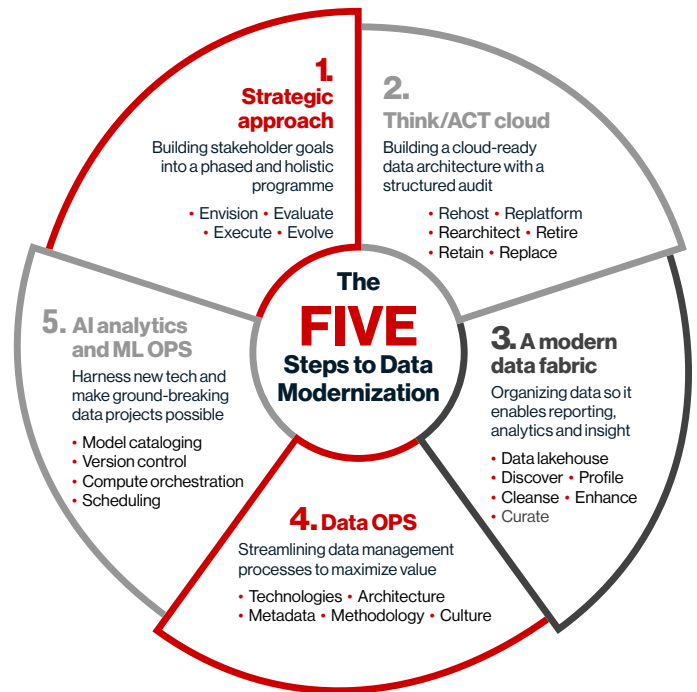 The
FIVE
Steps to Data
Modernization
1.
Strategic
approach
Building stakeholder goals
into a phased and holistic
programme
• Envision • Evaluate
• Execute • Evolve
2.
Think/ACT cloud
Building a cloud-ready
data architecture with a
structured audit
• Rehost • Replatform
• Rearchitect • Retire
• Retain • Replace
3. A modern
data fabric
Organizing data so it
enables reporting,
analytics and insight
• Data lakehouse
• Discover • Profile
• Cleanse • Enhance
• Curate
4. Data OPS
Streamlining data management
processes to maximize value
• Technologies • Architecture
• Metadata • Methodology • Culture
5. AI analytics
and ML OPS
Harness new tech and
make ground-breaking
data projects possible
• Model cataloging
• Version control
• Compute orchestration
• Scheduling